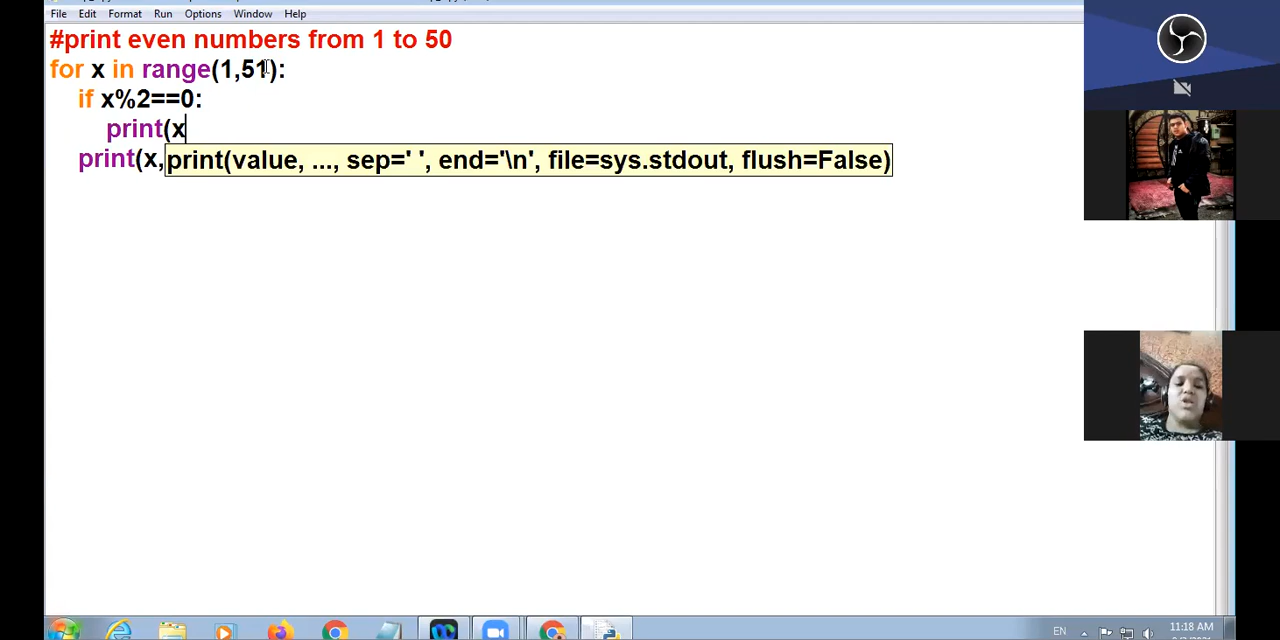 File Edit Format Run Options Window Help
#print even numbers from 1 to 50
for x in range(1,51):
if x%2==0:
print(x
print(x,
print(value, ..., sep=' ', end='\n', file=sys.stdout, flush=False)
EN
11:18 AM